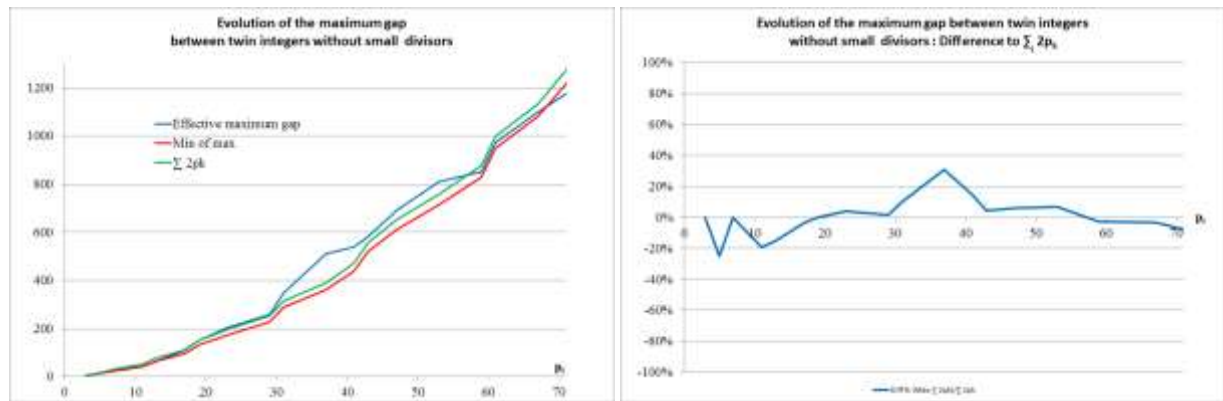 Evolution of the maximum gap
between twin integers without small divisors
1200
1000
800
600
400
200
0
Effective maximum gap
Min of max
∑ 2pk
0 10 20 30 40 50 60 70
Evolution of the maximum gap between twin integers
without small divisors : Difference to ∑ 2pk
100%
80%
60%
40%
20%
0%
-20%
-40%
-60%
-80%
-100%
0 10 20 30 40 50 60 70